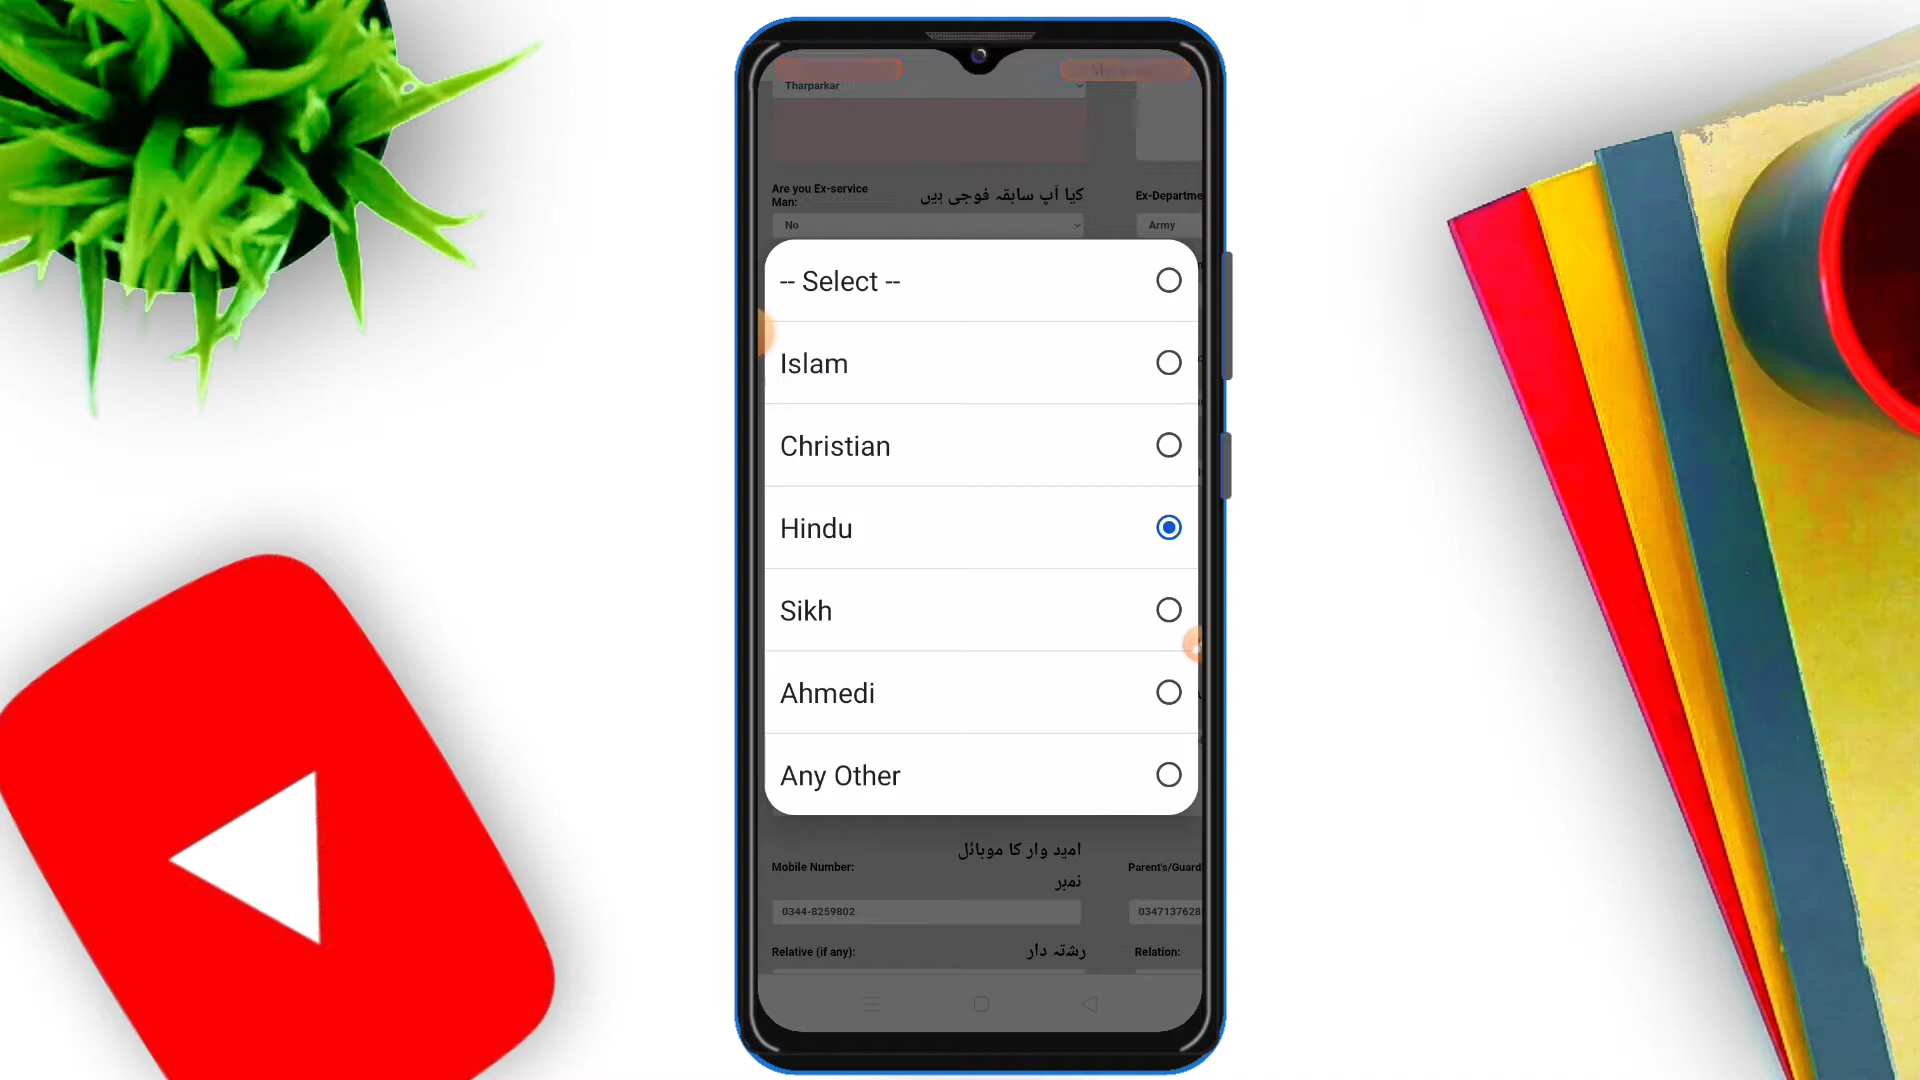 Tharparkar
Are you Ex-service
Man:
کیا آپ سابقہ فوجی ہیں
Ex-Departme
No
Army
-- Select --
Islam
Christian
Hindu
Sikh
Ahmedi
Any Other
امید وار کا موبائل
نمبر
Mobile Number:
Parent's/Guard
0344-8259802
0347137628
Relative (if any):
رشتہ دار
Relation: